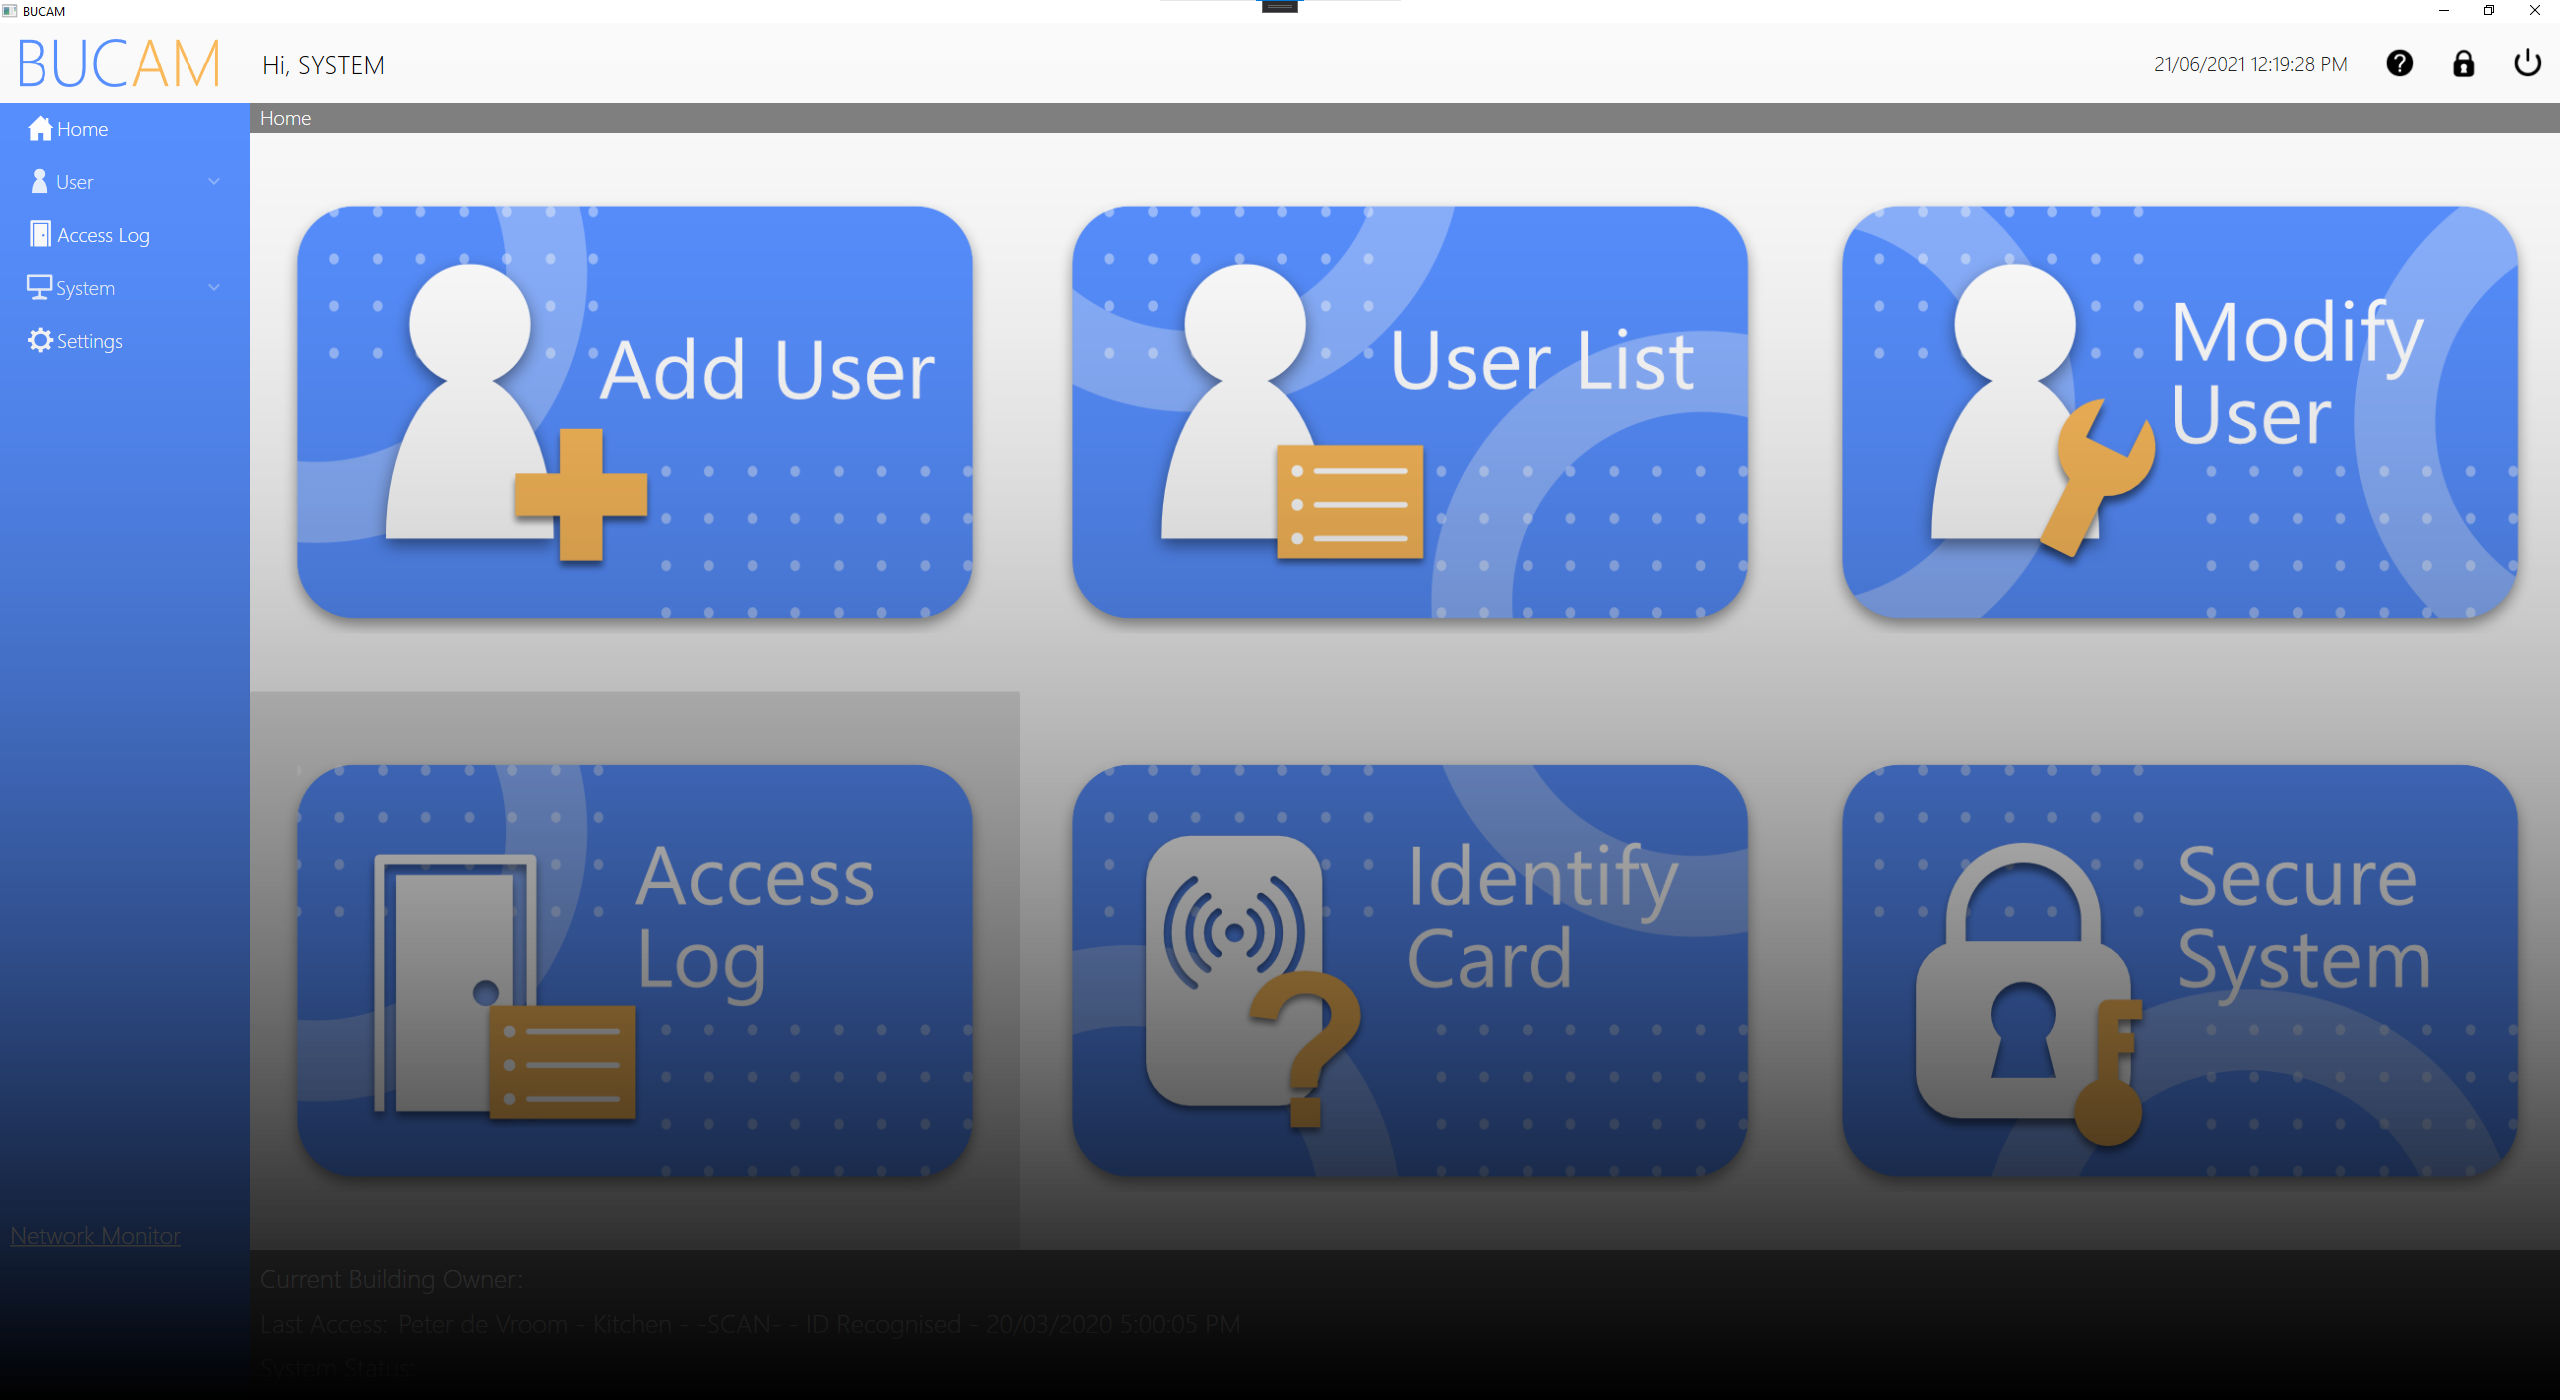 BUCAM
BUCAM
Hi, SYSTEM
21/06/2021 12:19:28 PM
Home
Home
User
Access Log
System
Settings
Add User
User List
Modify
User
Access
Log
Identify
Card
Secure
System
Network Monitor
Current Building Owner:
Last Access: Peter de Vroom - Kitchen - -SCAN- - ID Recognised - 20/03/2020 5:00:05 PM
System Status: